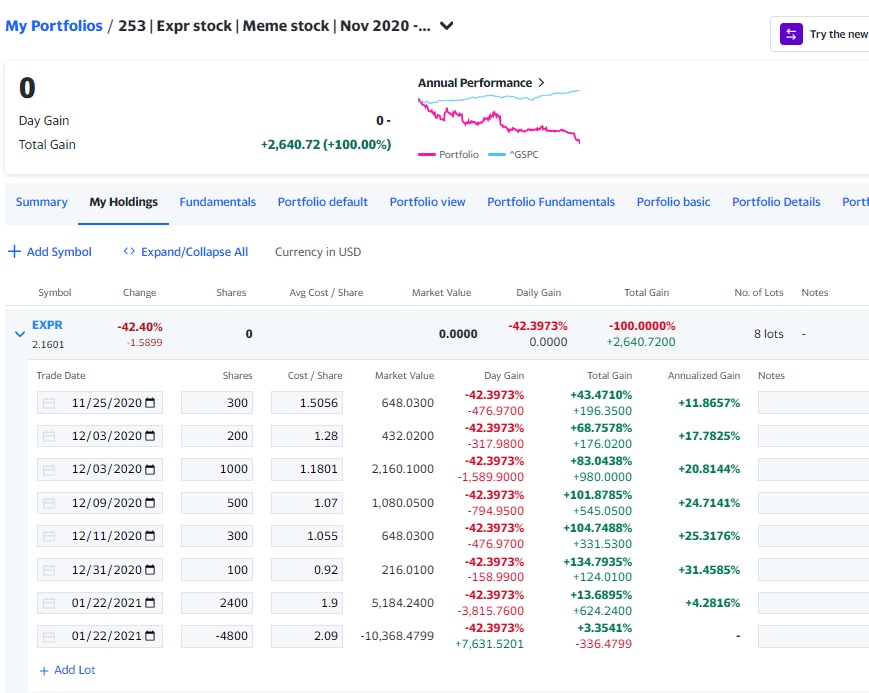 My Portfolios / 253 | Expr stock | Meme stock | Nov 2020 -...
Try the new
0
Day Gain 0 -
Total Gain +2,640.72 (+100.00%)
Annual Performance >
Portfolio ^GSPC
Summary My Holdings Fundamentals Portfolio default Portfolio view Portfolio Fundamentals Porfolio basic Portfolio Details Portf
+ Add Symbol <> Expand/Collapse All Currency in USD
Symbol Change Shares Avg Cost / Share Market Value Daily Gain Total Gain No. of Lots Notes
EXPR -42.40% 0 0.0000 -42.3973% -100.0000% 8 lots -
2.1601 -1.5899 0.0000 +2,640.7200
Trade Date Shares Cost / Share Market Value Day Gain Total Gain Annualized Gain Notes
11/25/2020 300 1.5056 648.0300 -42.3973% +43.4710% +11.8657%
-476.9700 +196.3500
12/03/2020 200 1.28 432.0200 -42.3973% +68.7578% +17.7825%
-317.9800 +176.0200
12/03/2020 1000 1.1801 2,160.1000 -42.3973% +83.0438% +20.8144%
-1,589.9000 +980.0000
12/09/2020 500 1.07 1,080.0500 -42.3973% +101.8785% +24.7141%
-794.9500 +545.0500
12/11/2020 300 1.055 648.0300 -42.3973% +104.7488% +25.3176%
-476.9700 +331.5300
12/31/2020 100 0.92 216.0100 -42.3973% +134.7935% +31.4585%
-158.9900 +124.0100
01/22/2021 2400 1.9 5,184.2400 -42.3973% +13.6895% +4.2816%
-3,815.7600 +624.2400
01/22/2021 -4800 2.09 -10,368.4799 -42.3973% +3.3541% -
+7,631.5201 -336.4799
+ Add Lot